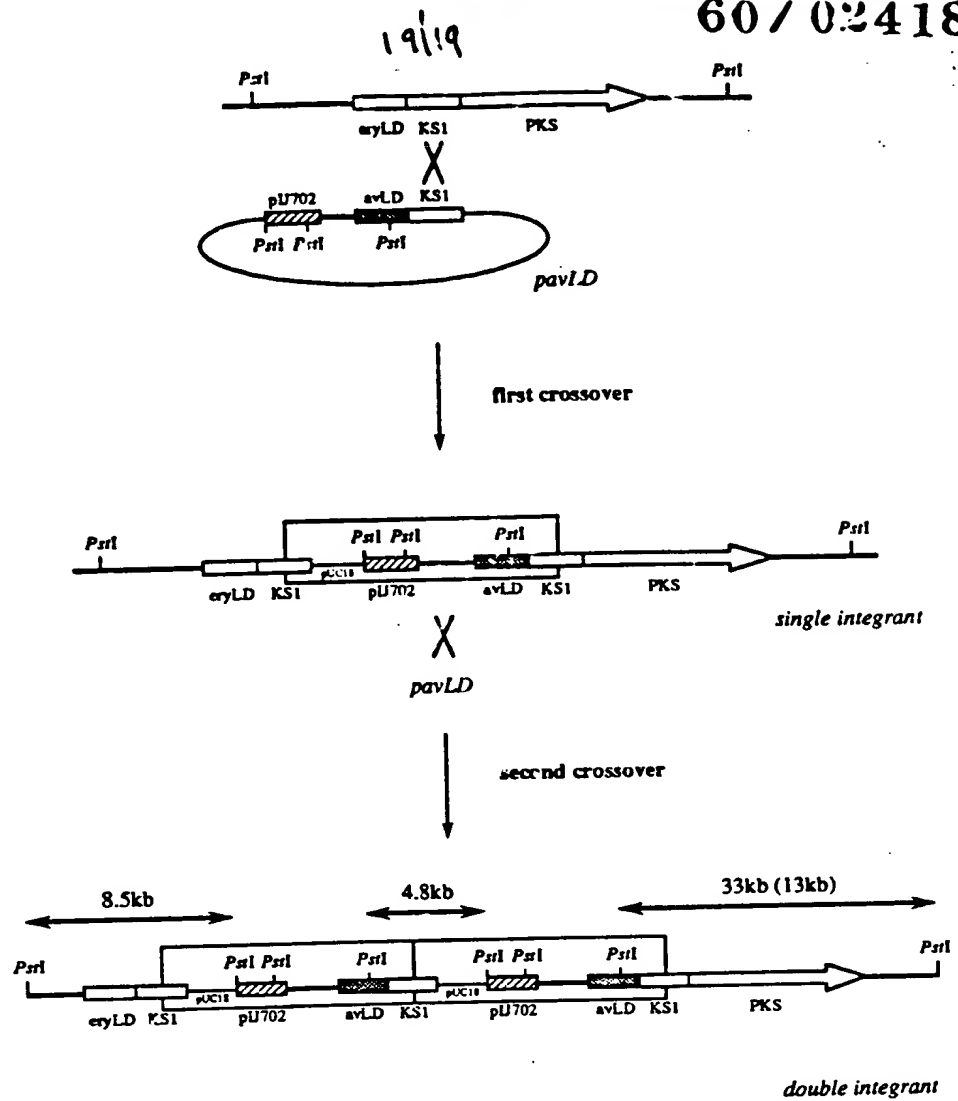 60/02418
19/19
PstI PstI
eryLD KS1 PKS
pIJ702 avLD KS1
PstI PstI PstI
pavLD
first crossover
PstI PstI PstI PstI PstI
pUC18
eryLD KS1 pIJ702 avLD KS1 PKS
single integrant
pavLD
second crossover
8.5kb 4.8kb 33kb (13kb)
PstI PstI PstI PstI PstI PstI PstI PstI
pUC18 pUC18
eryLD KS1 pIJ702 avLD KS1 pIJ702 avLD KS1 PKS
double integrant